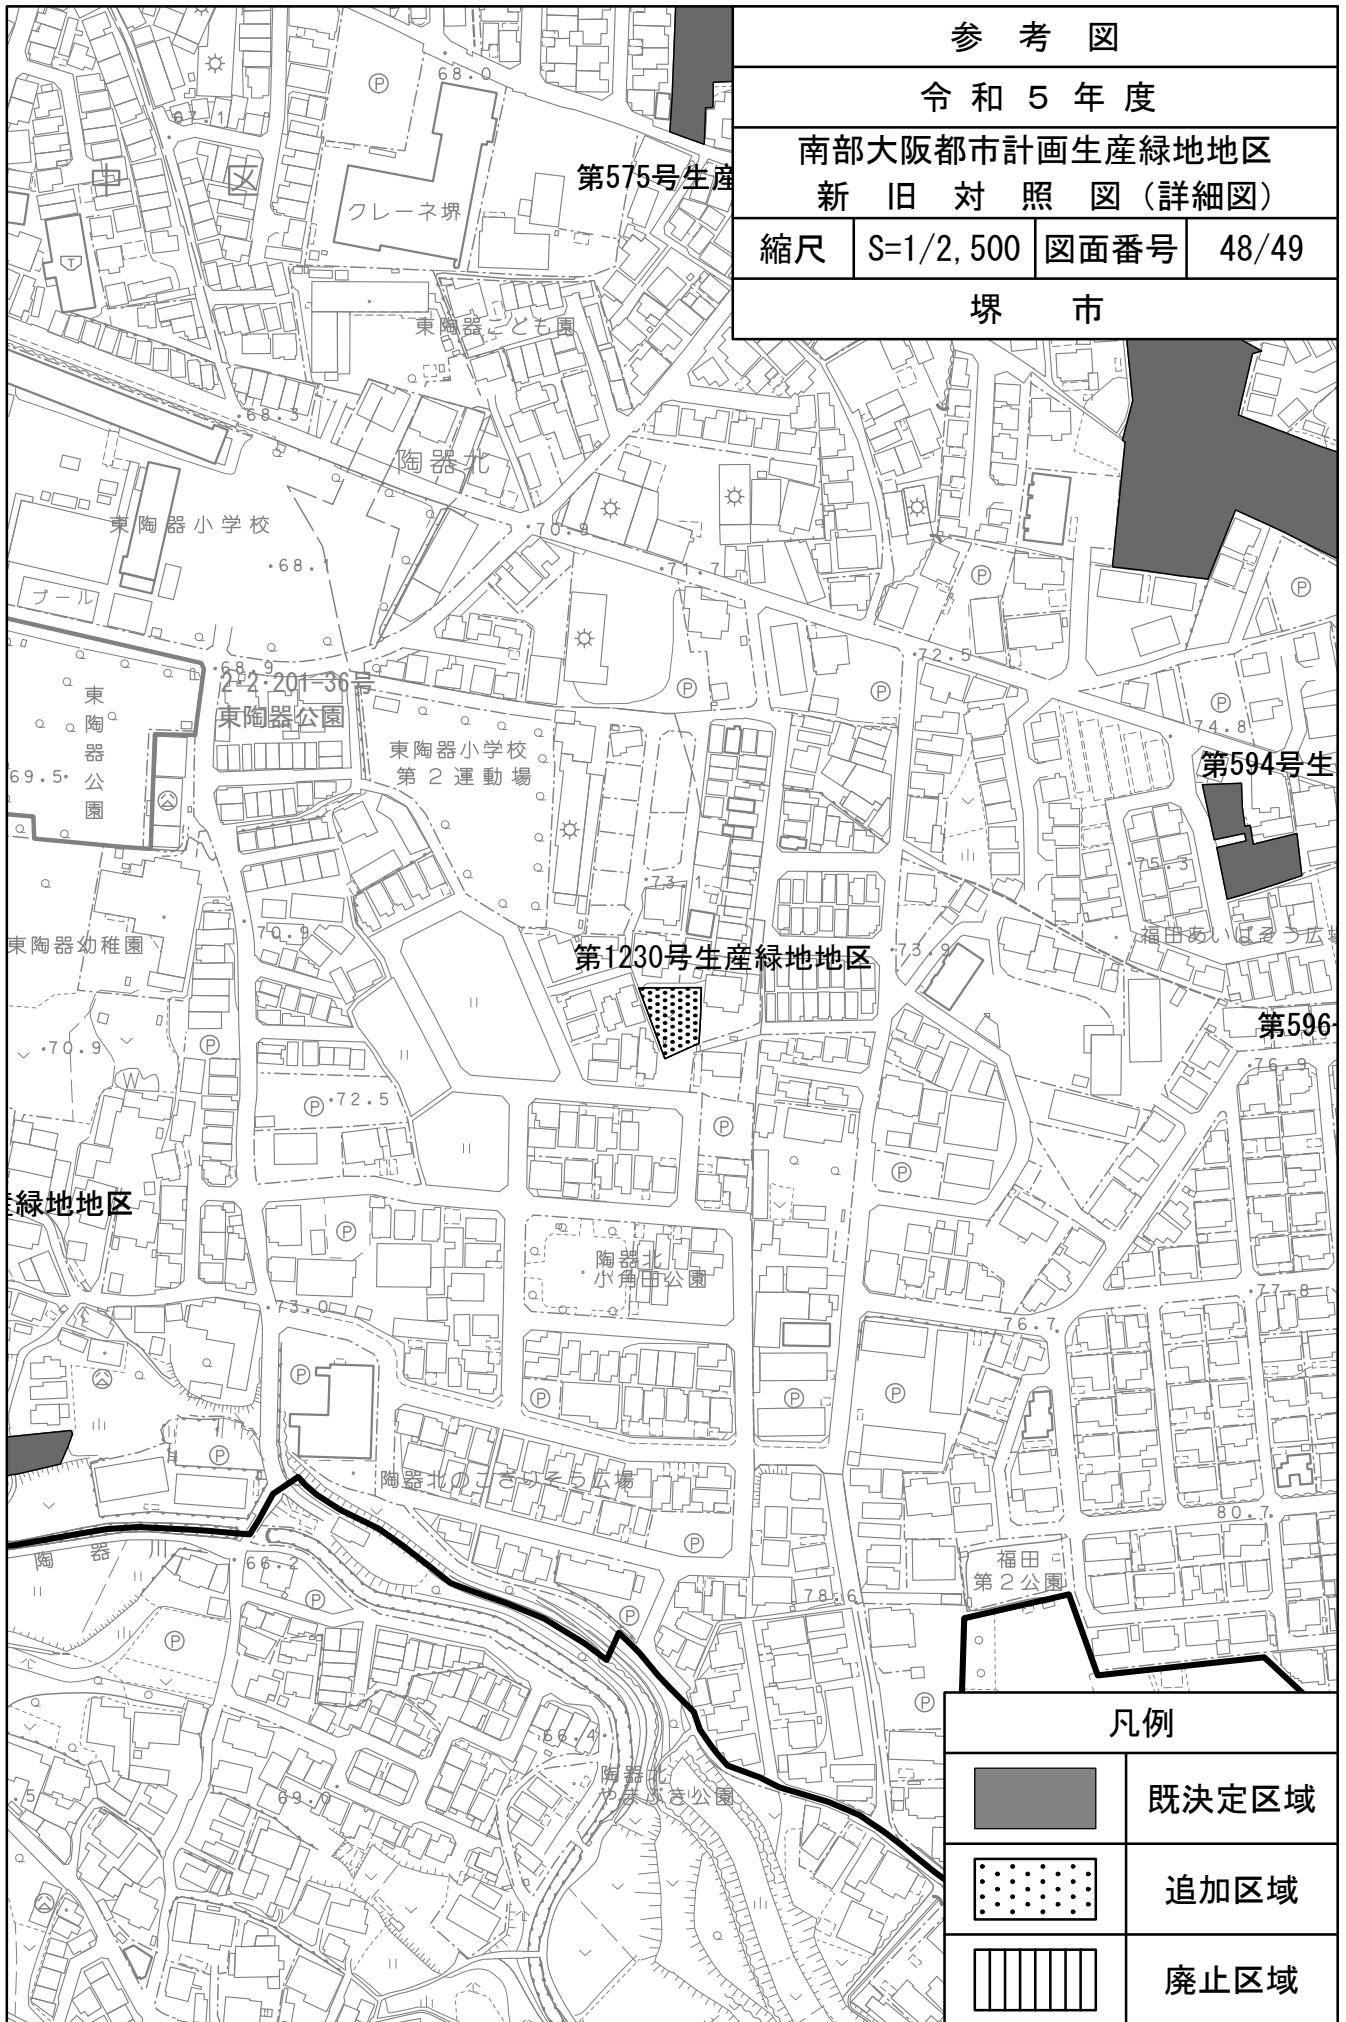 参考図
令和5年度
南部大阪都市計画生産緑地地区
新旧対照図（詳細図）
縮尺 S=1/2,500 図面番号 48/49
堺市
68.0
67.1
中区
クレーネ堺
第575号生産
東陶器こども園
68.3
陶器北
東陶器小学校
70.9
68.1
71.7
プール
68.9
2・2・201-36号
東陶器公園
72.5
東陶器公園
74.8
東陶器小学校
第2運動場
69.5
第594号生
75.3
73.1
70.9
東陶器幼稚園
福田あいばそう広場
73.9
第1230号生産緑地地区
第596
70.9
76.9
72.5
緑地地区
陶器北
小角田公園
77.8
73.0
76.7
陶器北のこぎりそう広場
80.7
陶器川
66.2
福田
第2公園
78.6
66.4
陶器北
やまぶき公園
69.0
凡例
既決定区域
追加区域
廃止区域